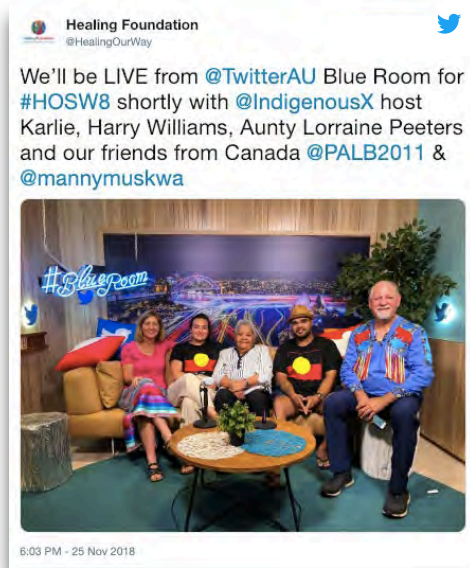 Healing Foundation
@HealingOurWay
We'll be LIVE from @TwitterAU Blue Room for
#HOSW8 shortly with @IndigenousX host
Karlie, Harry Williams, Aunty Lorraine Peeters
and our friends from Canada @PALB2011 &
@mannymuskwa
#BlueRoom
6:03 PM - 25 Nov 2018